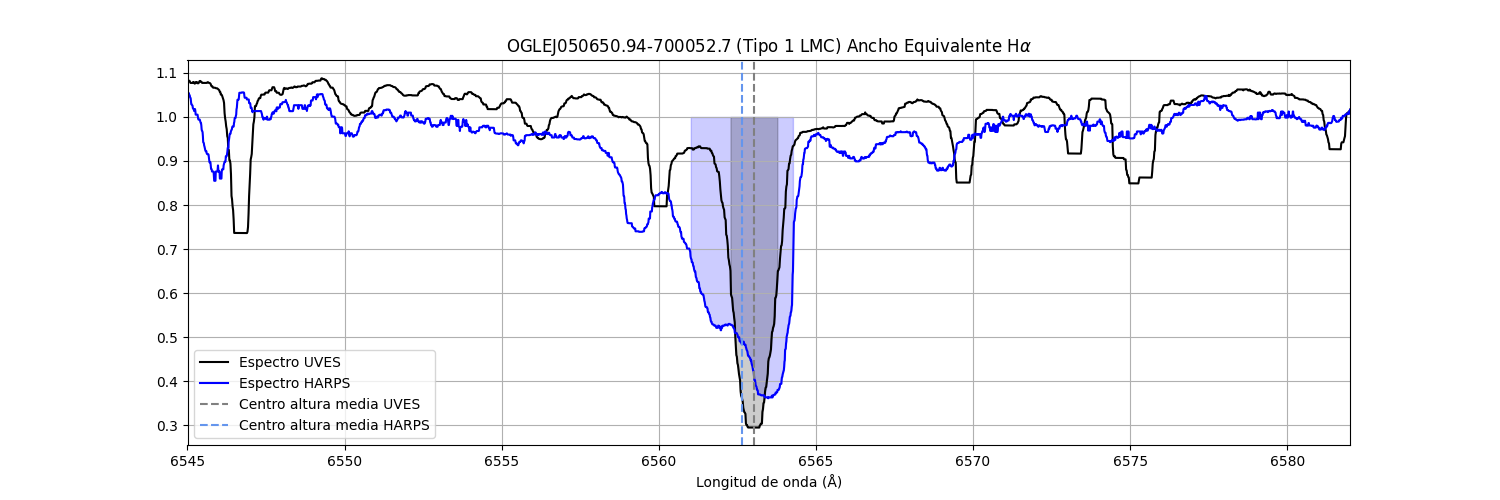 OGLEJ050650.94-700052.7 (Tipo 1 LMC) Ancho Equivalente Hα
1.1
1.0
0.9
0.8
0.7
0.6
0.5
0.4
0.3
Espectro UVES
Espectro HARPS
Centro altura media UVES
Centro altura media HARPS
6545 6550 6555 6560 6565 6570 6575 6580
Longitud de onda (Å)